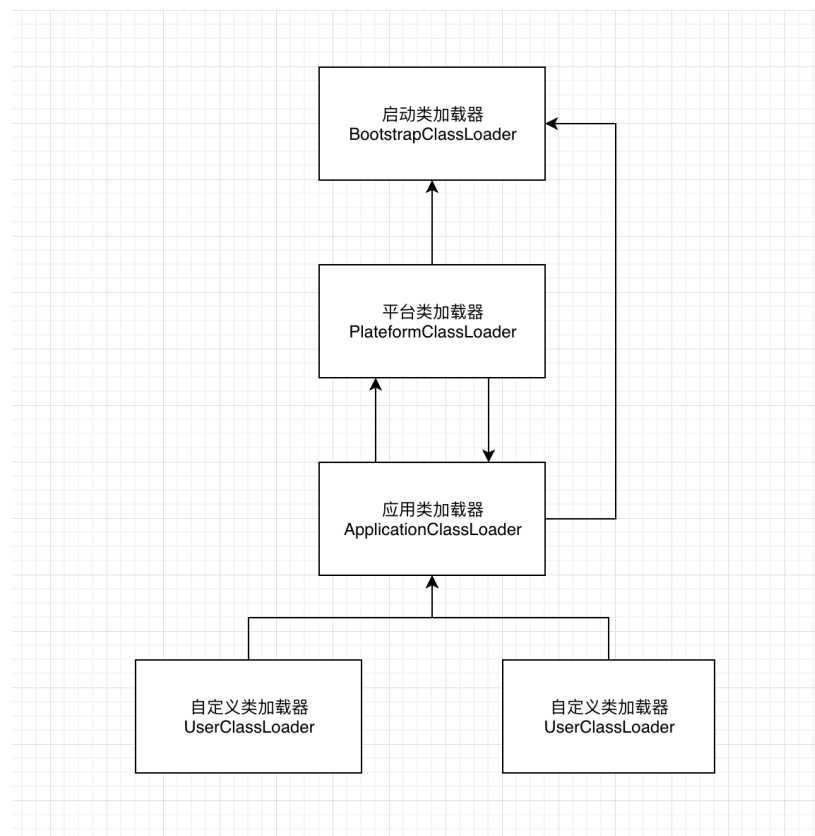 启动类加载器
BootstrapClassLoader
平台类加载器
PlateformClassLoader
应用类加载器
ApplicationClassLoader
自定义类加载器
UserClassLoader
自定义类加载器
UserClassLoader